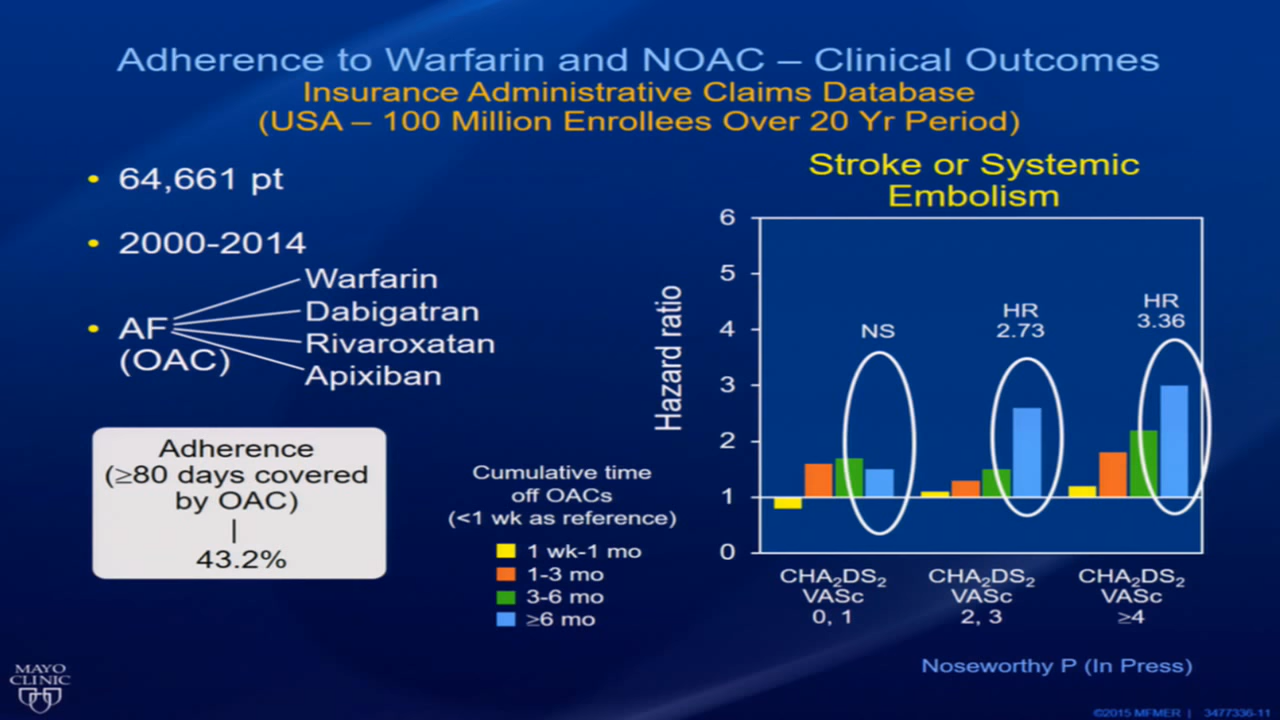 Adherence to Warfarin and NOAC – Clinical Outcomes
Insurance Administrative Claims Database
(USA – 100 Million Enrollees Over 20 Yr Period)
• 64,661 pt
• 2000-2014
• AF
(OAC)
Warfarin
Dabigatran
Rivaroxatan
Apixiban
Adherence
(≥80 days covered
by OAC)
43.2%
Cumulative time
off OACs
(<1 wk as reference)
1 wk-1 mo
1-3 mo
3-6 mo
≥6 mo
Stroke or Systemic
Embolism
Hazard ratio
6
5
4
3
2
1
0
NS
HR
2.73
HR
3.36
CHA₂DS₂
VASc
0, 1
CHA₂DS₂
VASc
2, 3
CHA₂DS₂
VASc
≥4
Noseworthy P (In Press)
MAYO
CLINIC
©2015 MFMER | 3477336-11